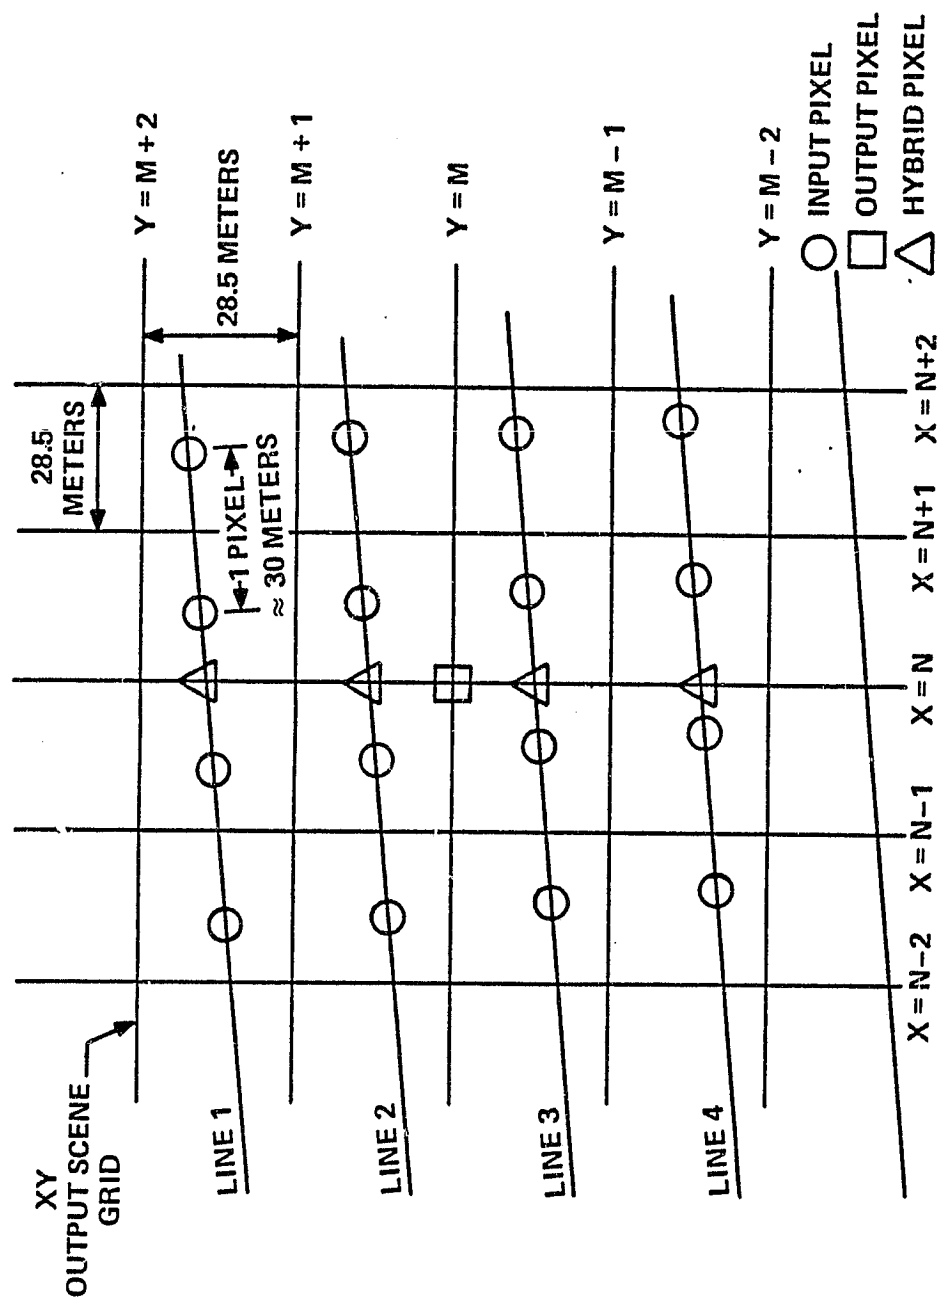 XY
OUTPUT SCENE
GRID
28.5
METERS
28.5 METERS
1 PIXEL
≈ 30 METERS
Y = M + 2
Y = M + 1
Y = M
Y = M − 1
Y = M − 2
LINE 1
LINE 2
LINE 3
LINE 4
X = N−2
X = N−1
X = N
X = N+1
X = N+2
INPUT PIXEL
OUTPUT PIXEL
HYBRID PIXEL